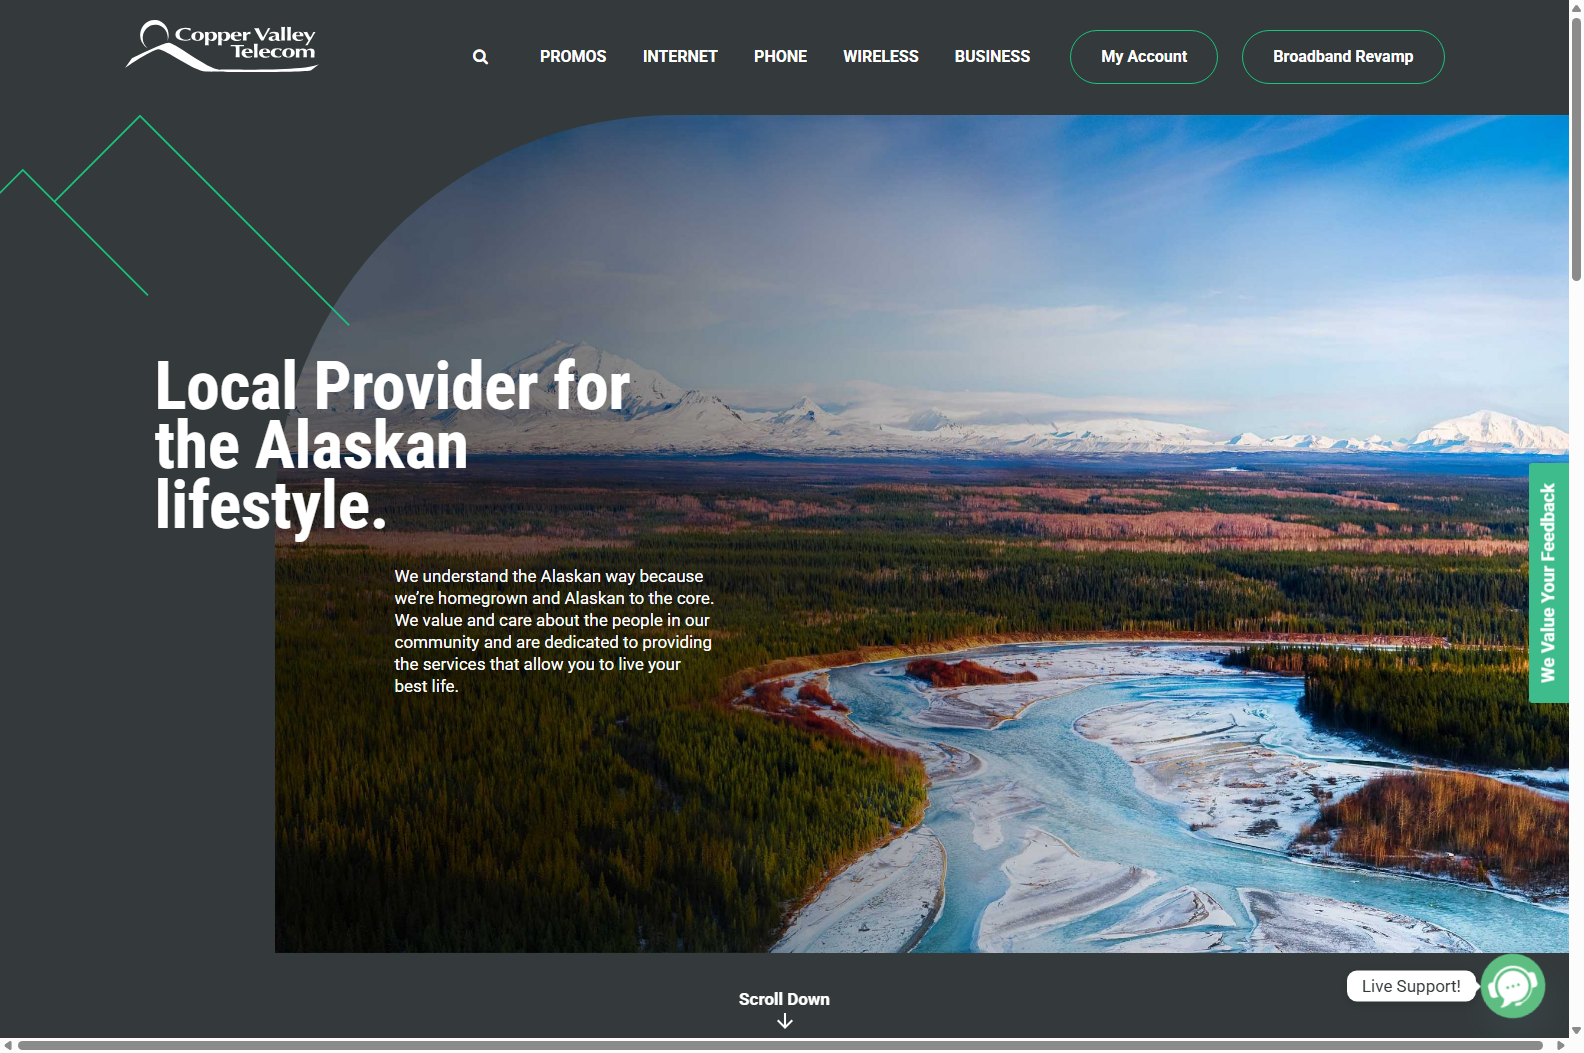 Copper Valley
Telecom
PROMOS
INTERNET
PHONE
WIRELESS
BUSINESS
My Account
Broadband Revamp
Local Provider for
the Alaskan
lifestyle.
We understand the Alaskan way because
we’re homegrown and Alaskan to the core.
We value and care about the people in our
community and are dedicated to providing
the services that allow you to live your
best life.
We Value Your Feedback
Live Support!
Scroll Down